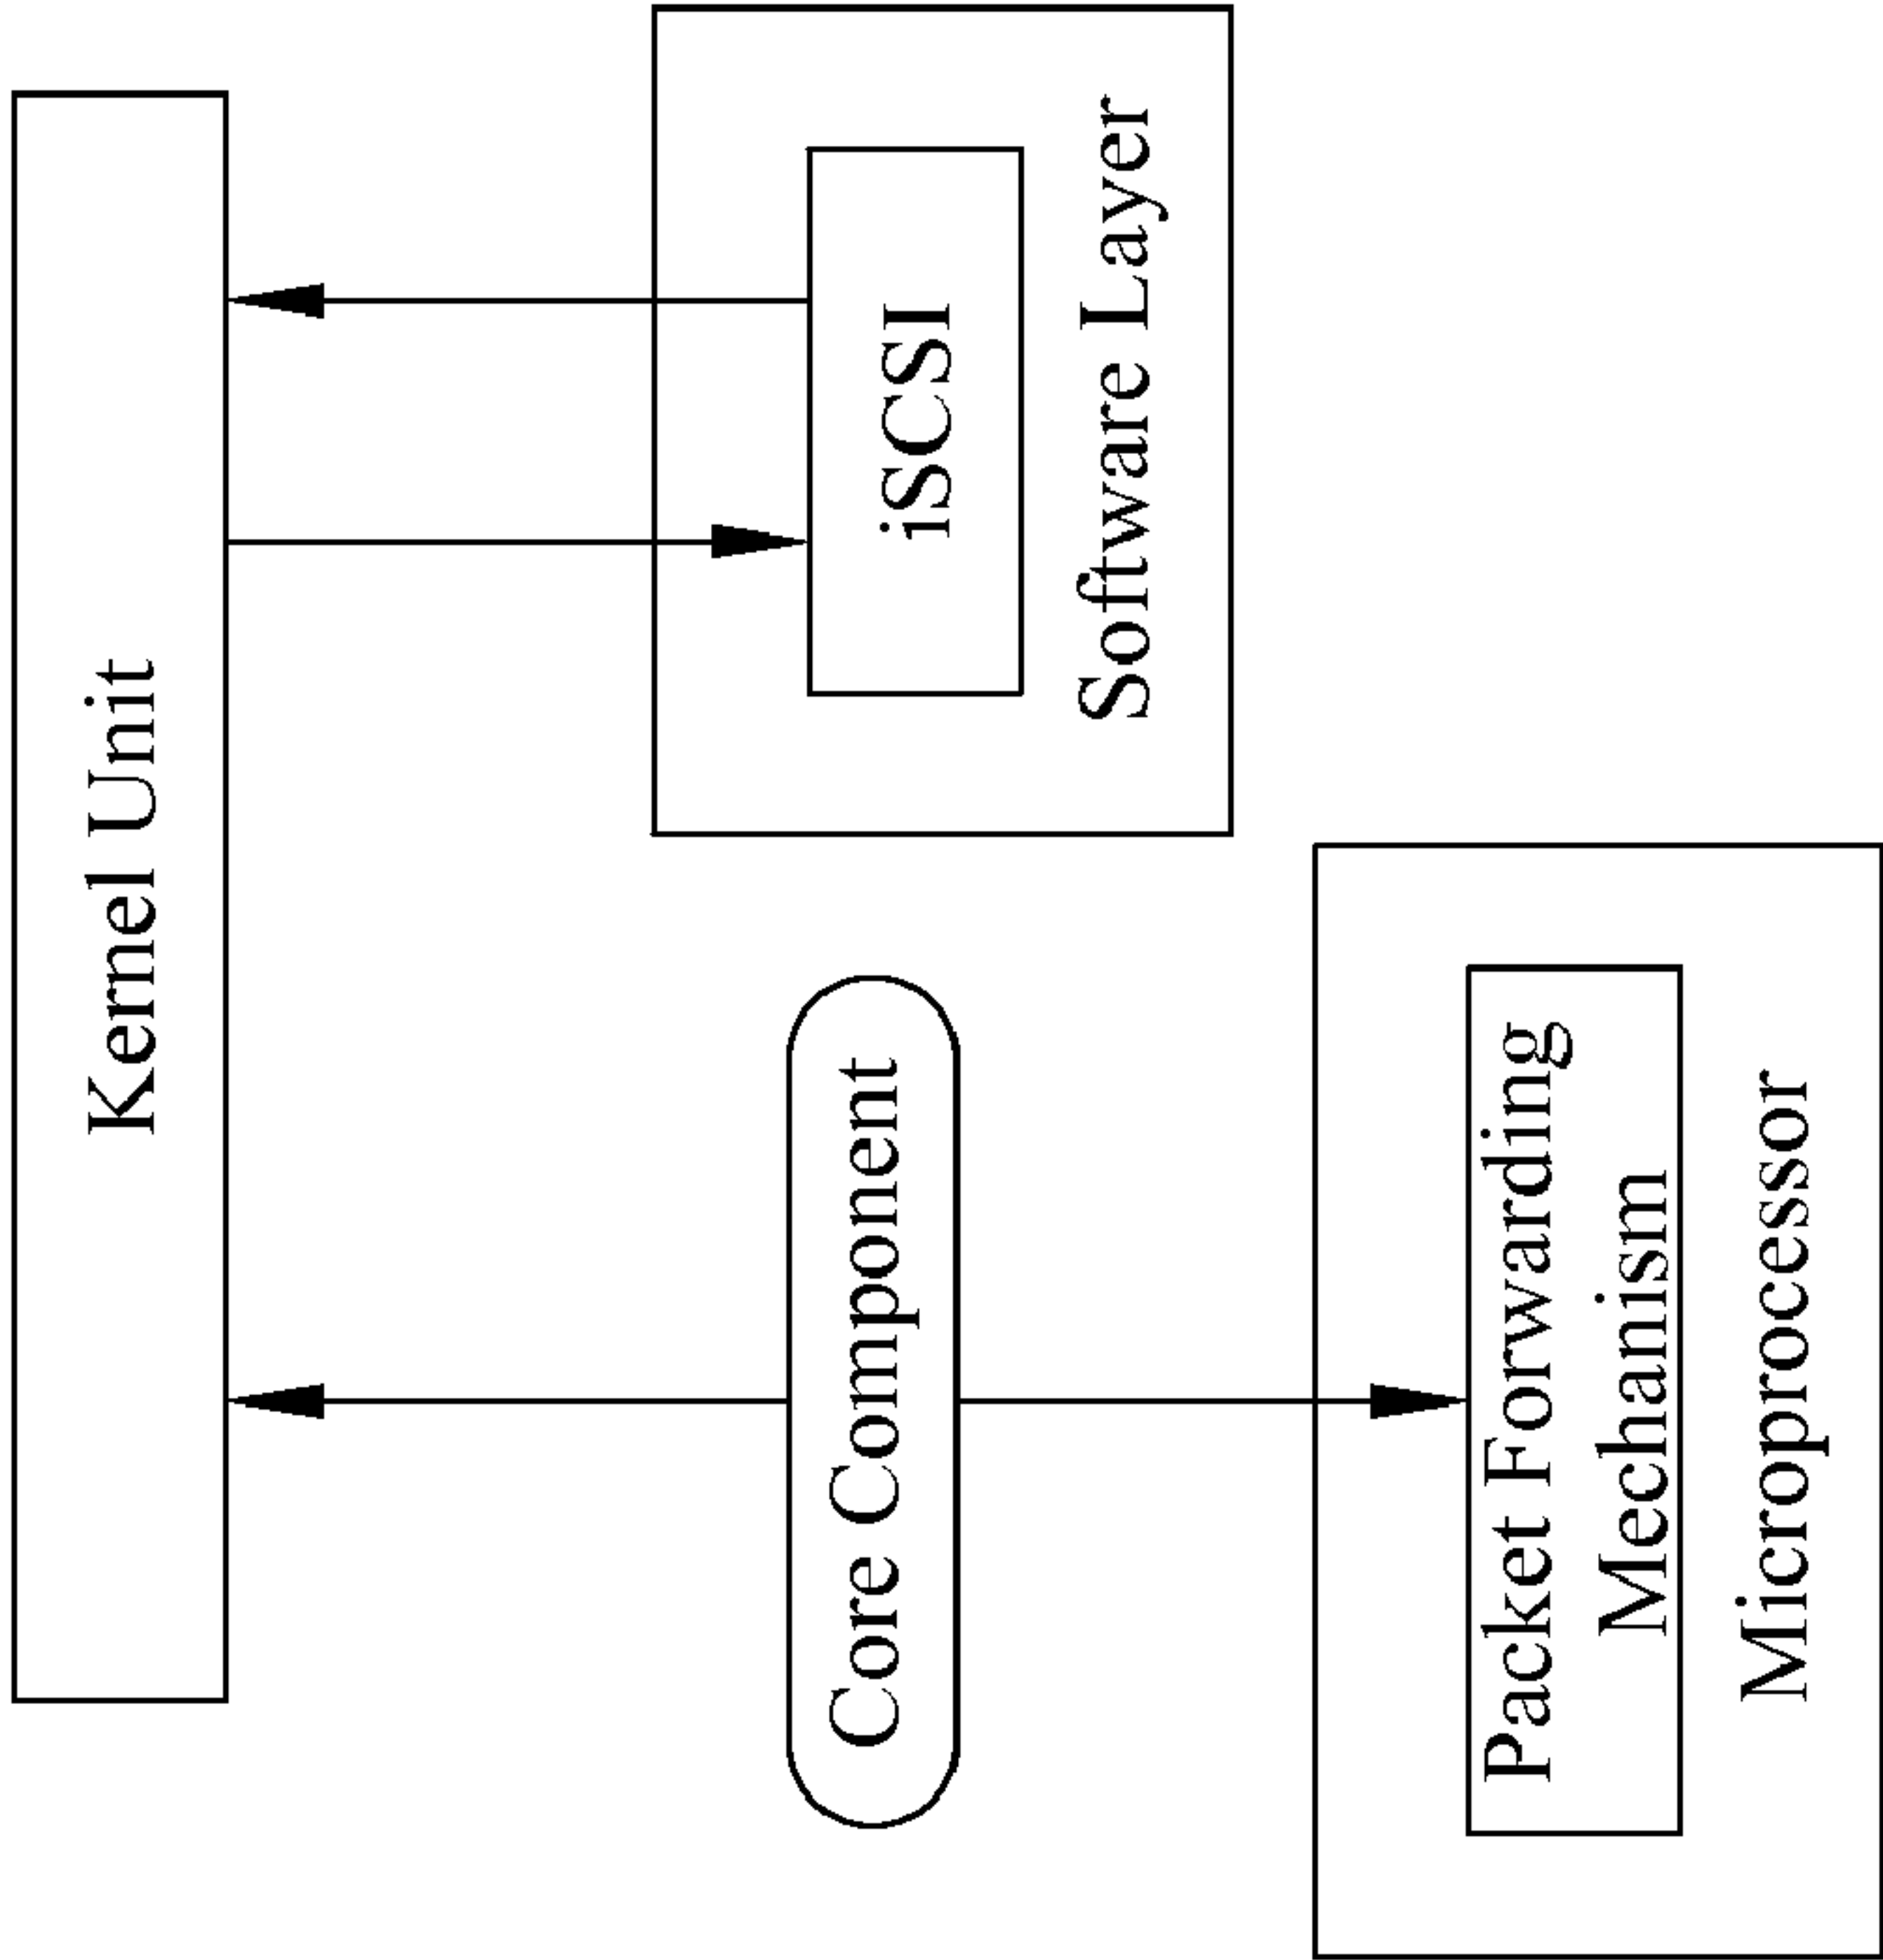 Kernel Unit
Core Component
iSCSI
Software Layer
Packet Forwarding
Mechanism
Microprocessor